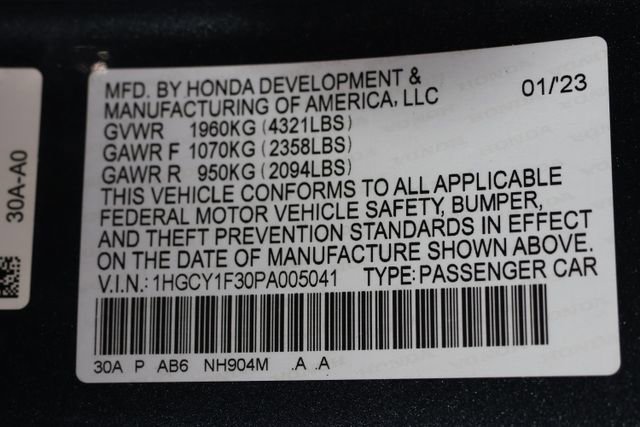 30A-A0
MFD. BY HONDA DEVELOPMENT &
MANUFACTURING OF AMERICA, LLC
01/'23
GVWR 1960KG (4321LBS)
GAWR F 1070KG (2358LBS)
GAWR R 950KG (2094LBS)
THIS VEHICLE CONFORMS TO ALL APPLICABLE
FEDERAL MOTOR VEHICLE SAFETY, BUMPER,
AND THEFT PREVENTION STANDARDS IN EFFECT
ON THE DATE OF MANUFACTURE SHOWN ABOVE.
V.I.N.: 1HGCY1F30PA005041 TYPE: PASSENGER CAR
30A P AB6 NH904M .A .A